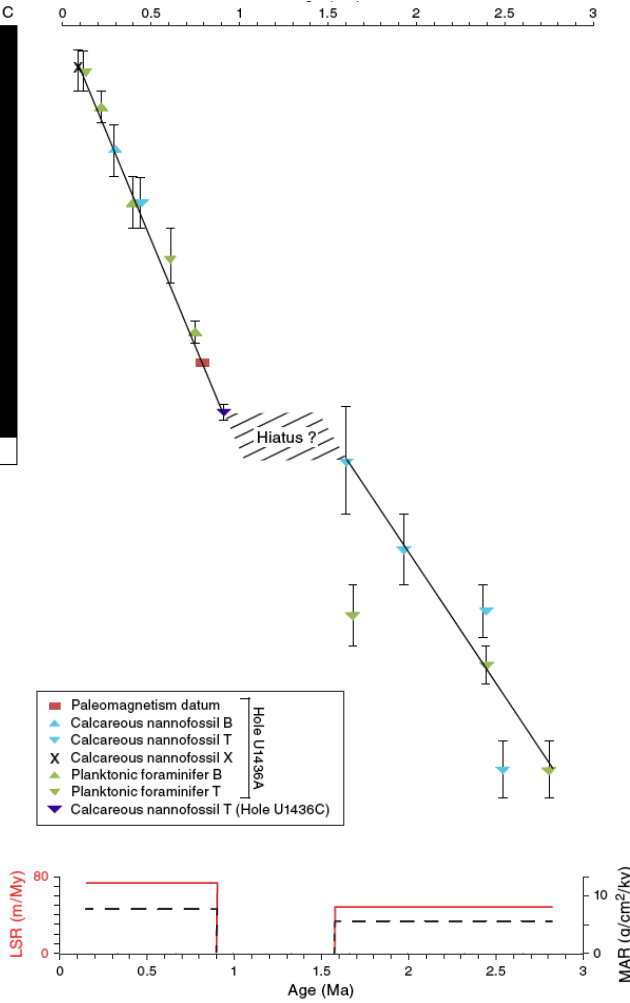 C
0 0.5 1 1.5 2 2.5 3
Hiatus ?
Paleomagnetism datum
Calcareous nannofossil B
Calcareous nannofossil T
X Calcareous nannofossil X
Planktonic foraminifer B
Planktonic foraminifer T
Hole U1436A
Calcareous nannofossil T (Hole U1436C)
LSR (m/My)
80
0
10
0
MAR (g/cm²/ky)
0 0.5 1 1.5 2 2.5 3
Age (Ma)